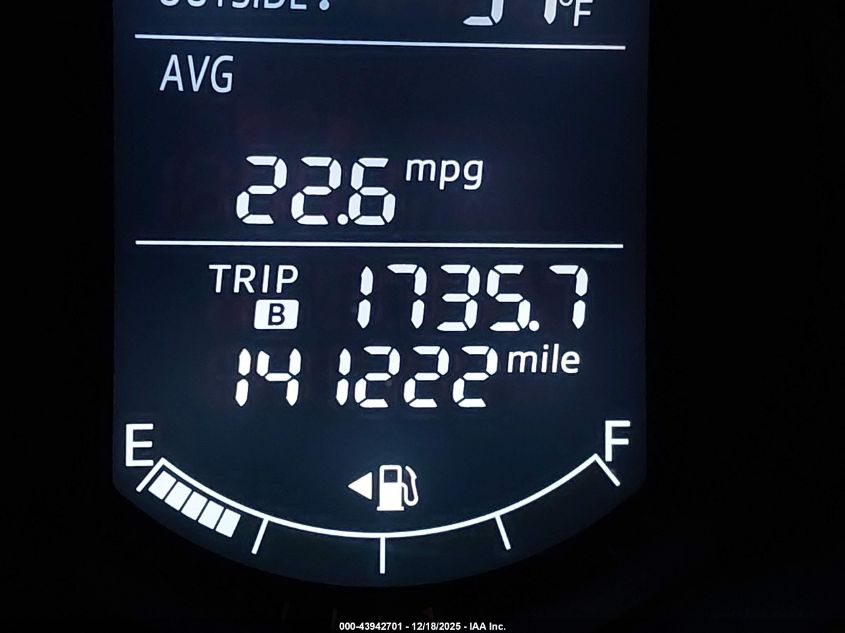 AVG
22.6 mpg
TRIP B 1735.7
141222 mile
E F
000-43942701 - 12/18/2025 - IAA Inc.